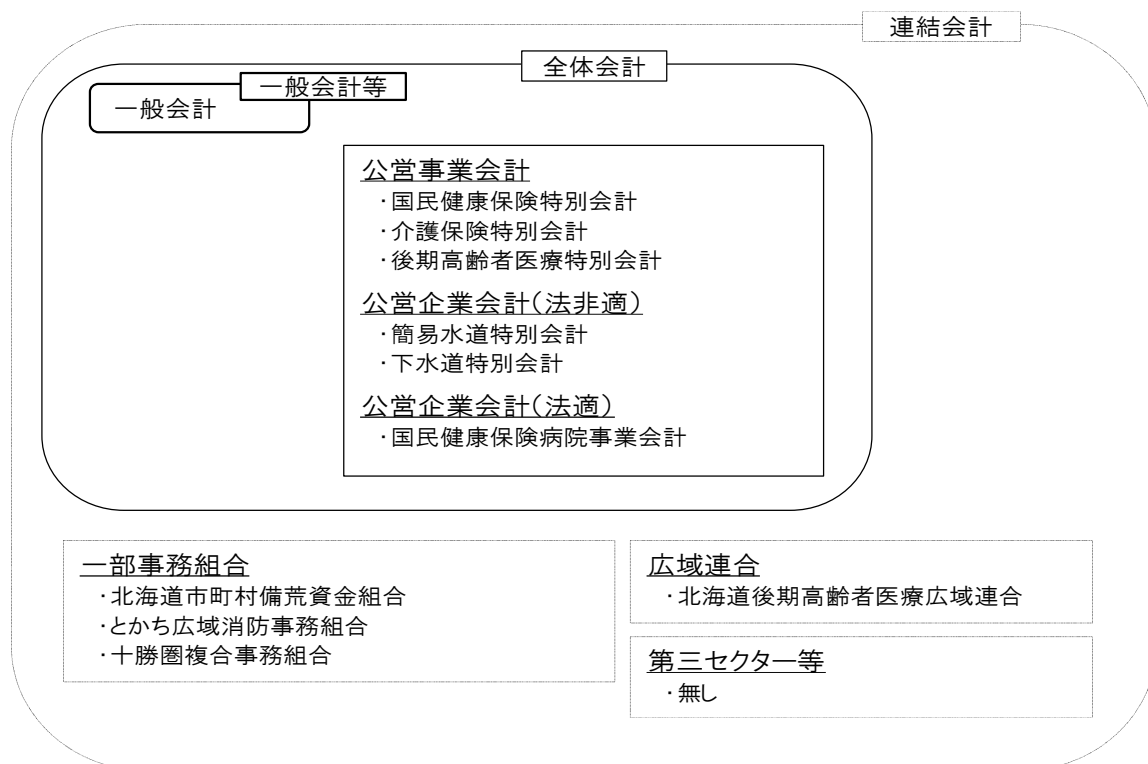 連結会計
全体会計
一般会計等
一般会計
公営事業会計
・国民健康保険特別会計
・介護保険特別会計
・後期高齢者医療特別会計
公営企業会計(法非適)
・簡易水道特別会計
・下水道特別会計
公営企業会計(法適)
・国民健康保険病院事業会計
一部事務組合
・北海道市町村備荒資金組合
・とかち広域消防事務組合
・十勝圏複合事務組合
広域連合
・北海道後期高齢者医療広域連合
第三セクター等
・無し